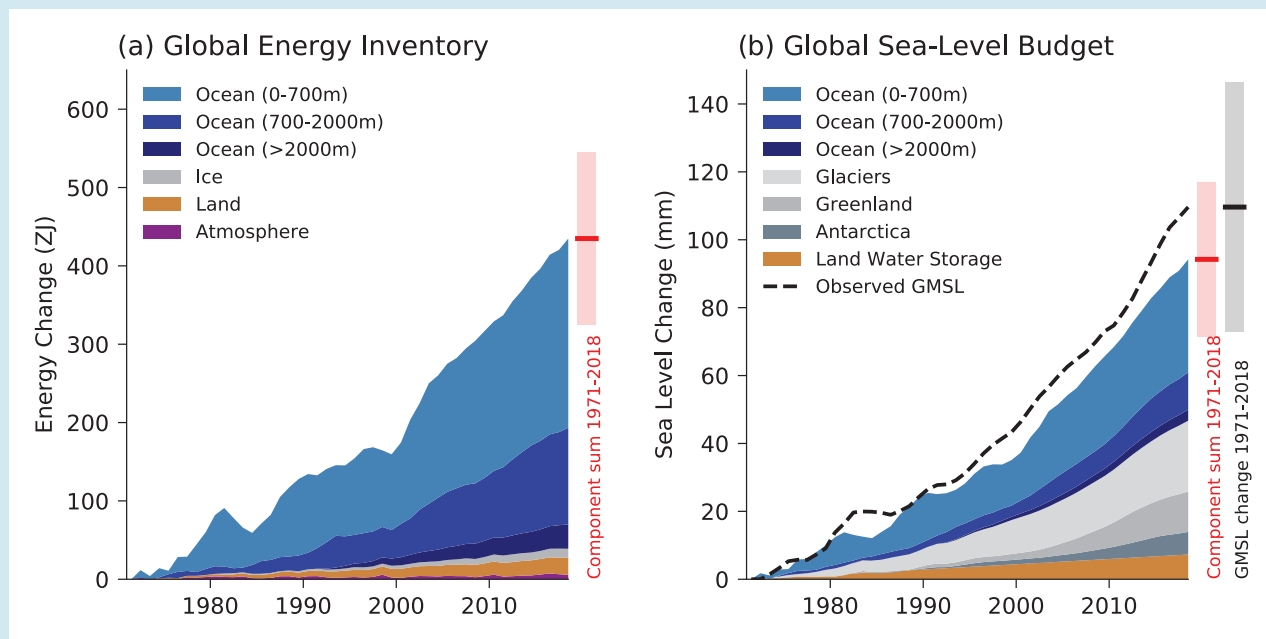 (a) Global Energy Inventory
Energy Change (ZJ)
600
500
400
300
200
100
0
Ocean (0-700m)
Ocean (700-2000m)
Ocean (>2000m)
Ice
Land
Atmosphere
1980
1990
2000
2010
Component sum 1971-2018
(b) Global Sea-Level Budget
Sea Level Change (mm)
140
120
100
80
60
40
20
0
Ocean (0-700m)
Ocean (700-2000m)
Ocean (>2000m)
Glaciers
Greenland
Antarctica
Land Water Storage
Observed GMSL
1980
1990
2000
2010
Component sum 1971-2018
GMSL change 1971-2018